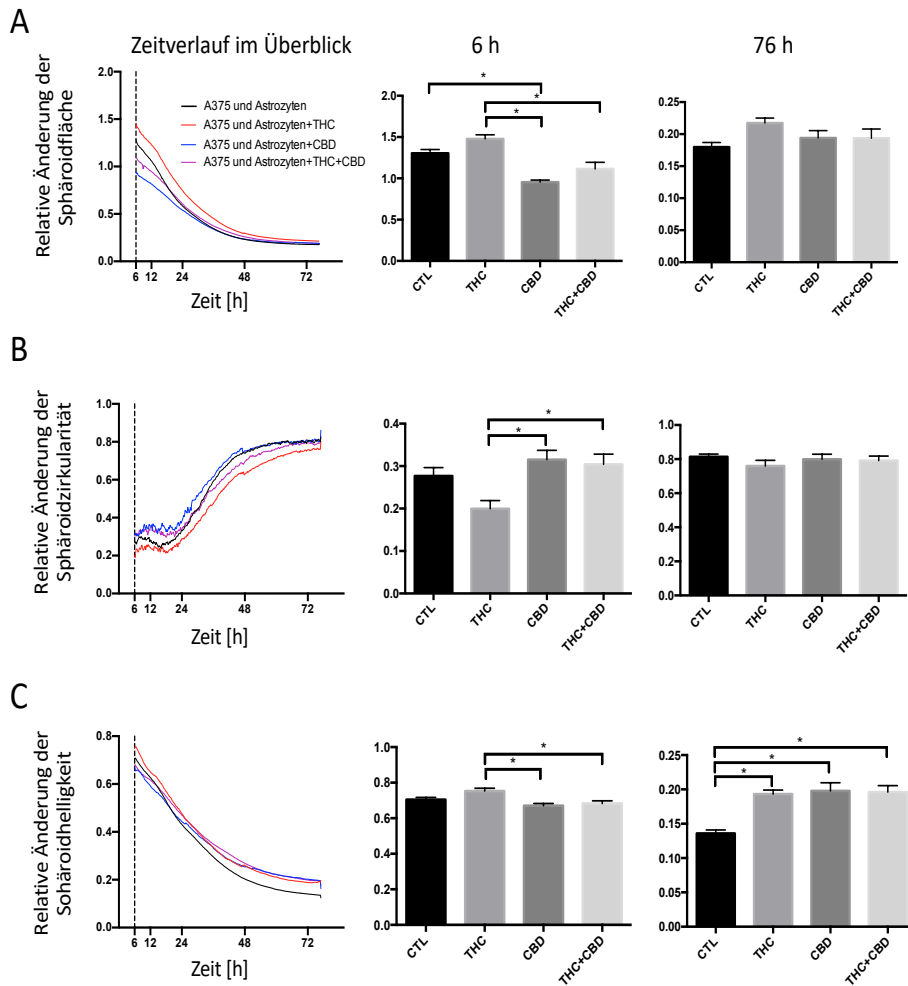 A
Zeitverlauf im Überblick
6 h
76 h
Relative Änderung der
Sphäroidfläche
2.0
1.5
1.0
0.5
0.0
A375 und Astrozyten
A375 und Astrozyten+THC
A375 und Astrozyten+CBD
A375 und Astrozyten+THC+CBD
6 12 24 48 72
Zeit [h]
2.0
1.5
1.0
0.5
0.0
*
*
*
CTL THC CBD THC+CBD
0.25
0.20
0.15
0.10
0.05
0.00
CTL THC CBD THC+CBD
B
Relative Änderung der
Sphäroidzirkularität
1.0
0.8
0.6
0.4
0.2
0.0
6 12 24 48 72
Zeit [h]
0.4
0.3
0.2
0.1
0.0
*
*
CTL THC CBD THC+CBD
1.0
0.8
0.6
0.4
0.2
0.0
CTL THC CBD THC+CBD
C
Relative Änderung der
Sohäroidhelligkeit
0.8
0.6
0.4
0.2
0.0
6 12 24 48 72
Zeit [h]
1.0
0.8
0.6
0.4
0.2
0.0
*
*
CTL THC CBD THC+CBD
0.25
0.20
0.15
0.10
0.05
0.00
*
*
*
CTL THC CBD THC+CBD